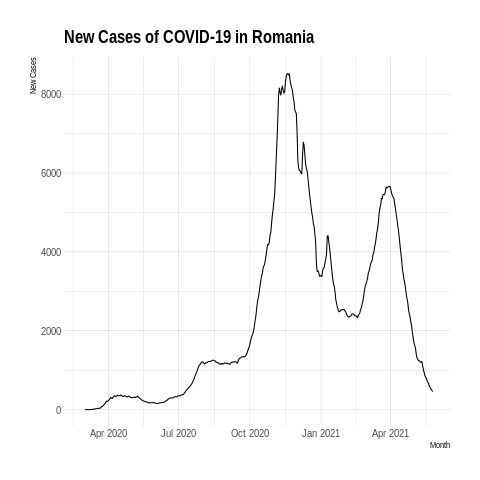 New Cases of COVID-19 in Romania
New Cases
8000
6000
4000
2000
0
Apr 2020 Jul 2020 Oct 2020 Jan 2021 Apr 2021
Month